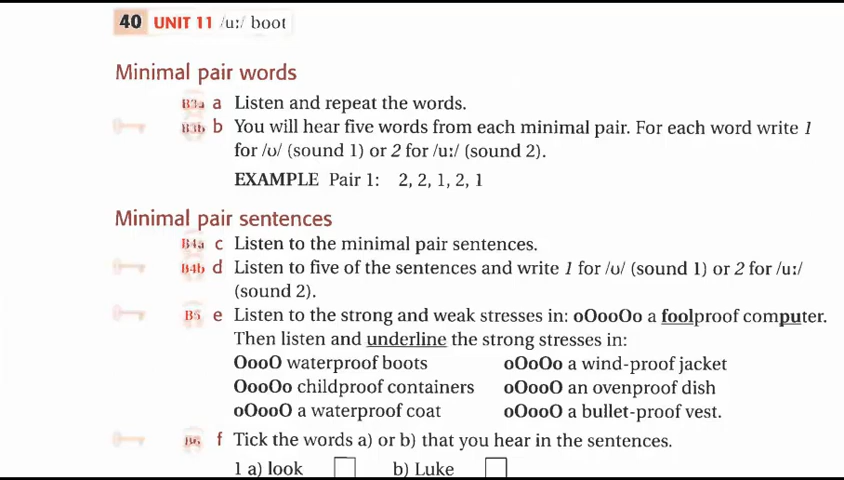 40 UNIT 11 /u:/ boot
Minimal pair words
B3a a Listen and repeat the words.
B3b b You will hear five words from each minimal pair. For each word write 1
for /ʊ/ (sound 1) or 2 for /u:/ (sound 2).
EXAMPLE Pair 1: 2, 2, 1, 2, 1
Minimal pair sentences
B4a c Listen to the minimal pair sentences.
B4b d Listen to five of the sentences and write 1 for /ʊ/ (sound 1) or 2 for /u:/
(sound 2).
B5 e Listen to the strong and weak stresses in: oOooOo a foolproof computer.
Then listen and underline the strong stresses in:
OooO waterproof boots oOoOo a wind-proof jacket
OooOo childproof containers oOooO an ovenproof dish
oOooO a waterproof coat oOooO a bullet-proof vest.
B6 f Tick the words a) or b) that you hear in the sentences.
1 a) look b) Luke